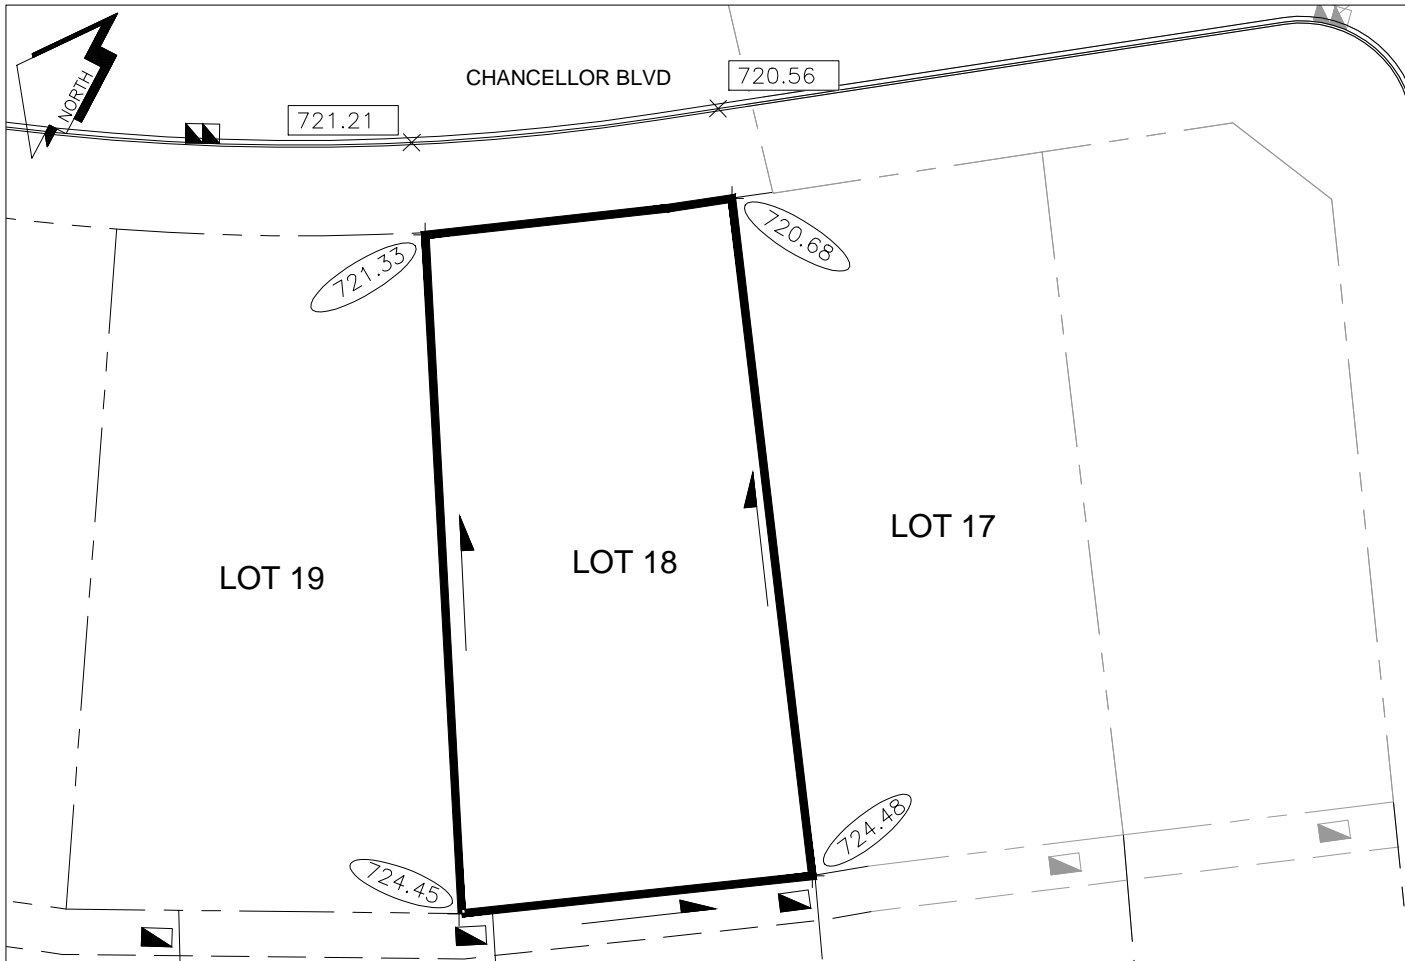 NORTH
CHANCELLOR BLVD
720.56
721.21
720.68
721.33
LOT 17
LOT 18
LOT 19
724.48
724.45